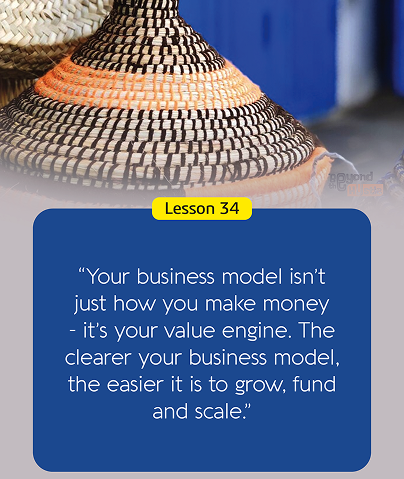 Lesson 34
“Your business model isn’t
just how you make money
- it’s your value engine. The
clearer your business model,
the easier it is to grow, fund
and scale.”